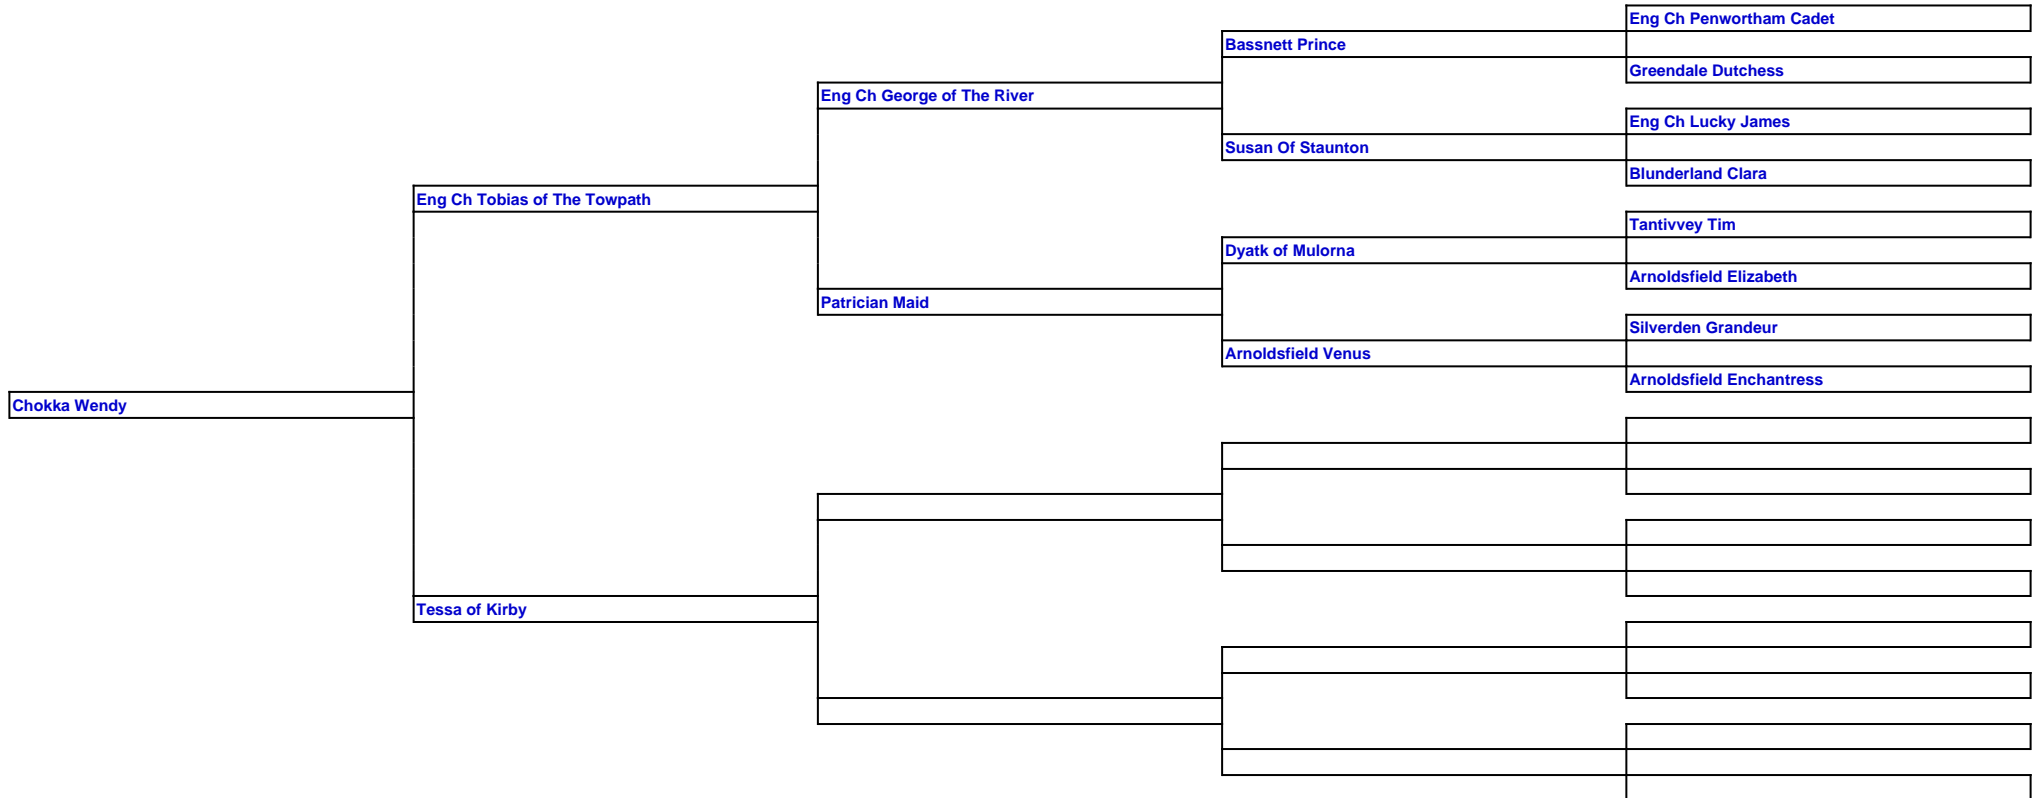 Eng Ch Penwortham Cadet
Bassnett Prince
Greendale Dutchess
Eng Ch George of The River
Eng Ch Lucky James
Susan Of Staunton
Blunderland Clara
Eng Ch Tobias of The Towpath
Tantivvey Tim
Dyatk of Mulorna
Arnoldsfield Elizabeth
Patrician Maid
Silverden Grandeur
Arnoldsfield Venus
Arnoldsfield Enchantress
Chokka Wendy
Tessa of Kirby